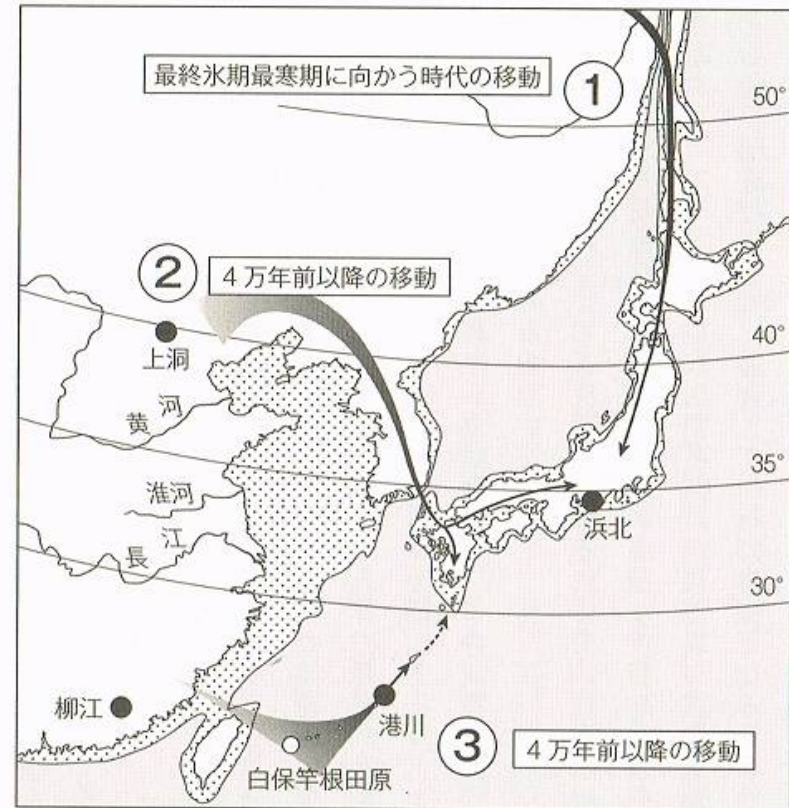 最終氷期最寒期に向かう時代の移動
1
50°
2
4万年前以降の移動
40°
上洞
黄河
35°
淮河
浜北
長江
30°
柳江
港川
3
4万年前以降の移動
白保竿根田原